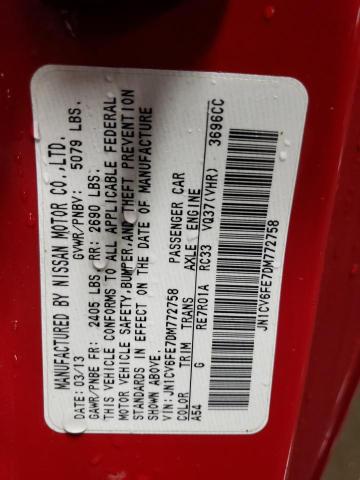 MANUFACTURED BY NISSAN MOTOR CO.,LTD.
DATE: 03/13 GVWR/PNBV: 5079 LBS.
GAWR/PNBE FR: 2405 LBS RR: 2690 LBS.
THIS VEHICLE CONFORMS TO ALL APPLICABLE FEDERAL
MOTOR VEHICLE SAFETY,BUMPER,AND THEFT PREVENTION
STANDARDS IN EFFECT ON THE DATE OF MANUFACTURE
SHOWN ABOVE.
VIN: JN1CV6FE7DM772758 PASSENGER CAR
COLOR TRIM TRANS AXLE ENGINE
A54 G RE7R01A RC33 VQ37(VHR) 3696CC
JN1CV6FE7DM772758